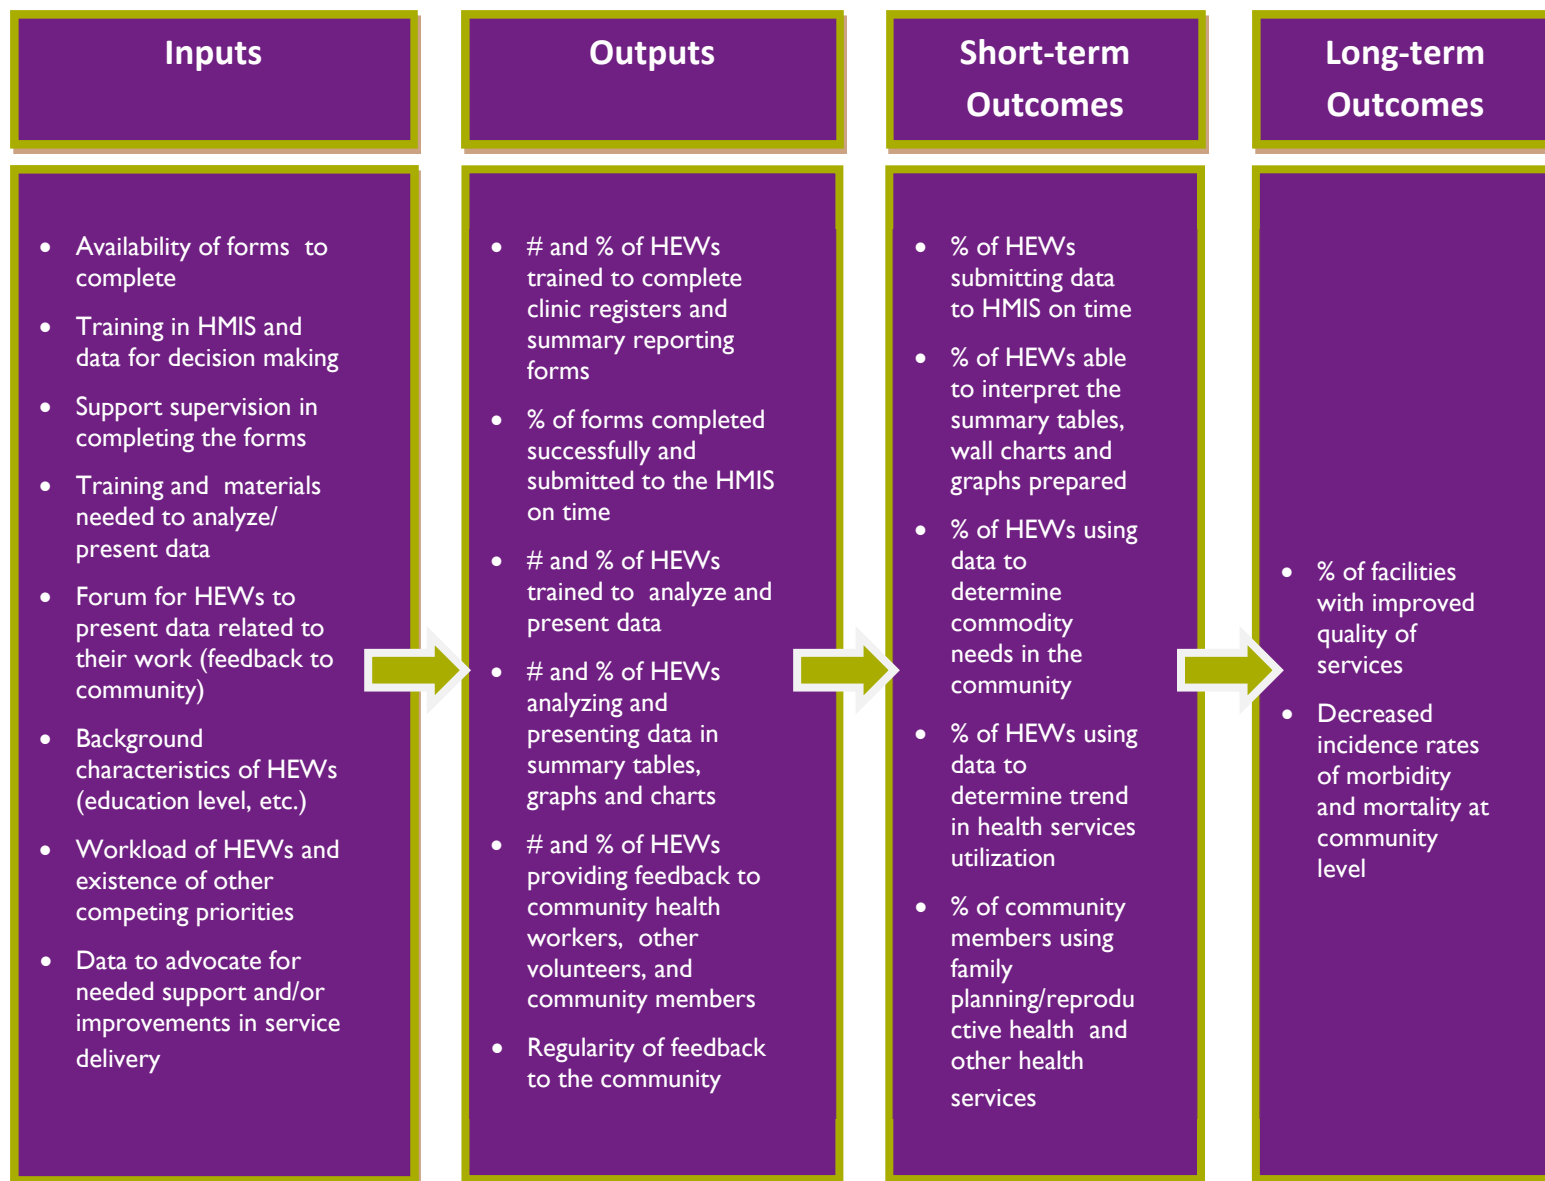 Inputs
• Availability of forms  to
complete
• Training in HMIS and
data for decision making
• Support supervision in
completing the forms
• Training and  materials
needed to analyze/
present data
• Forum for HEWs to
present data related to
their work (feedback to
community)
• Background
characteristics of HEWs
(education level, etc.)
• Workload of HEWs and
existence of other
competing priorities
• Data to advocate for
needed support and/or
improvements in service
delivery
Outputs
• # and % of HEWs
trained to complete
clinic registers and
summary reporting
forms
• % of forms completed
successfully and
submitted to the HMIS
on time
• # and % of HEWs
trained to  analyze and
present data
• # and % of HEWs
analyzing and
presenting data in
summary tables,
graphs and charts
• # and % of HEWs
providing feedback to
community health
workers,  other
volunteers, and
community members
• Regularity of feedback
to the community
Short-term
Outcomes
• % of HEWs
submitting data
to HMIS on time
• % of HEWs able
to interpret the
summary tables,
wall charts and
graphs prepared
• % of HEWs using
data to
determine
commodity
needs in the
community
• % of HEWs using
data to
determine trend
in health services
utilization
• % of community
members using
family
planning/reprodu
ctive health  and
other health
services
Long-term
Outcomes
• % of facilities
with improved
quality of
services
• Decreased
incidence rates
of morbidity
and mortality at
community
level